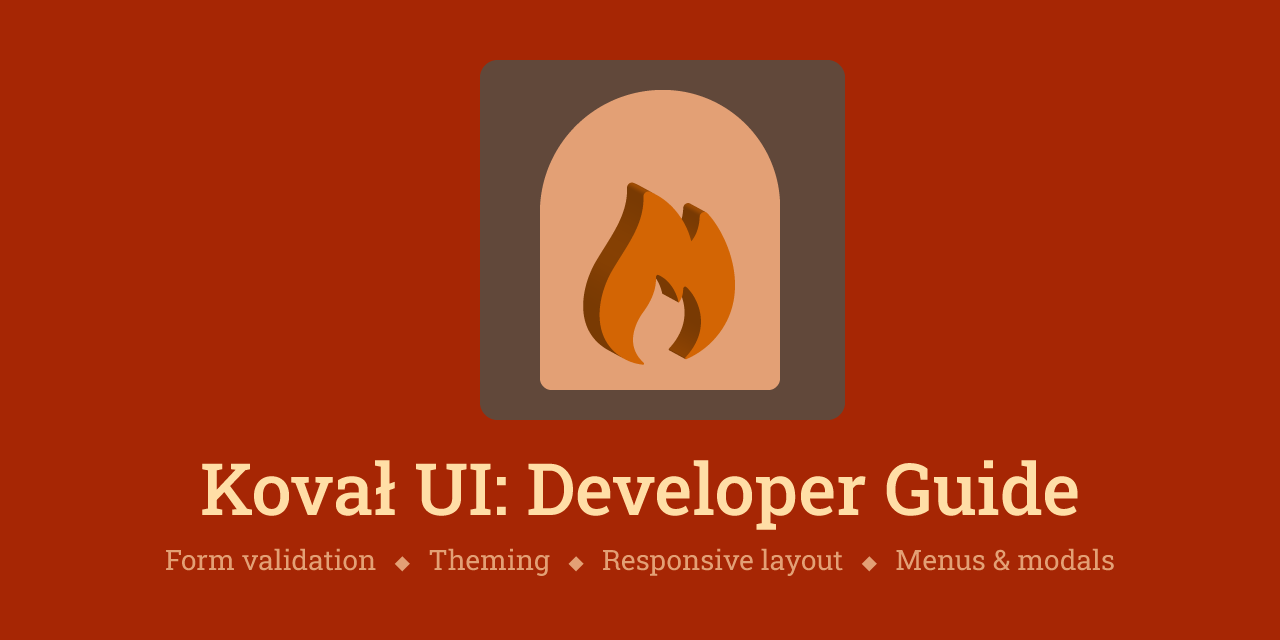 Kovał UI: Developer Guide
Form validation ◆ Theming ◆ Responsive layout ◆ Menus & modals